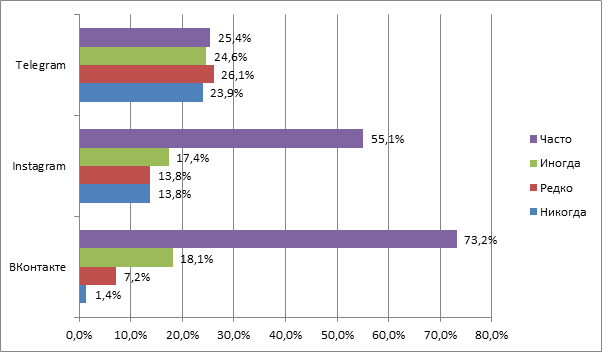 Telegram
25,4%
24,6%
26,1%
23,9%
Instagram
55,1%
17,4%
13,8%
13,8%
ВКонтакте
73,2%
18,1%
7,2%
1,4%
0,0% 10,0% 20,0% 30,0% 40,0% 50,0% 60,0% 70,0% 80,0%
Часто
Иногда
Редко
Никогда